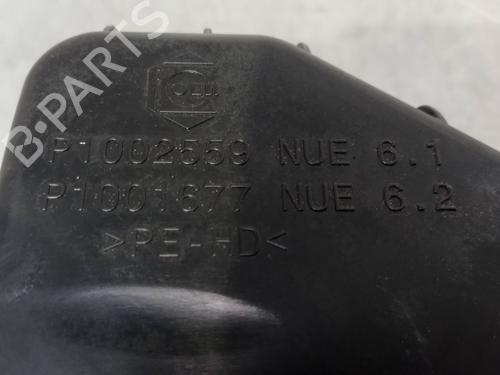 P1002559 NUE 6.1
P1001677 NUE 6.2
>PE-HD<
B-PARTS